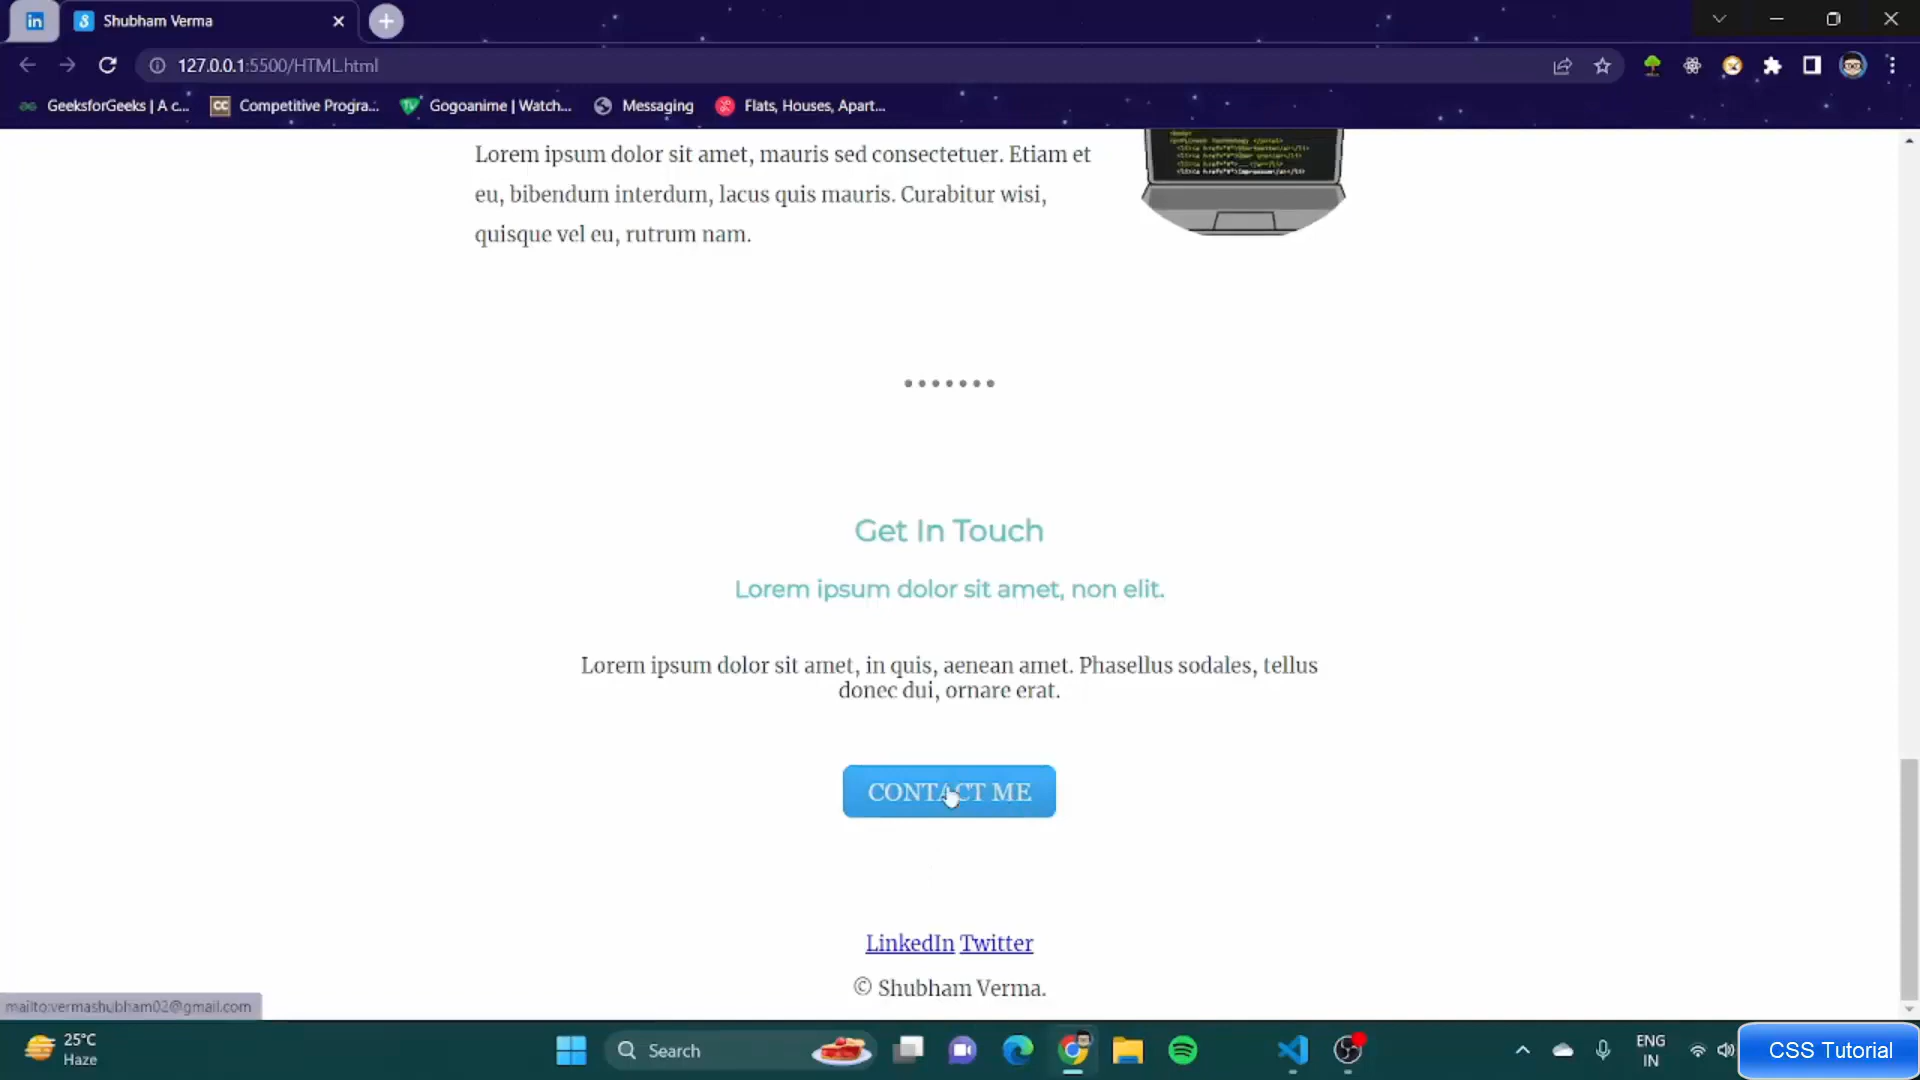 in
Shubham Verma
127.0.0.1:5500/HTML.html
GeeksforGeeks | A c...
CC
Competitive Progra...
Gogoanime | Watch...
Messaging
Flats, Houses, Apart...
Lorem ipsum dolor sit amet, mauris sed consectetuer. Etiam et
eu, bibendum interdum, lacus quis mauris. Curabitur wisi,
quisque vel eu, rutrum nam.
Get In Touch
Lorem ipsum dolor sit amet, non elit.
Lorem ipsum dolor sit amet, in quis, aenean amet. Phasellus sodales, tellus
donec dui, ornare erat.
CONTACT ME
LinkedIn Twitter
© Shubham Verma.
mailto:vermashubham02@gmail.com
25°C
Haze
Search
ENG
IN
CSS Tutorial